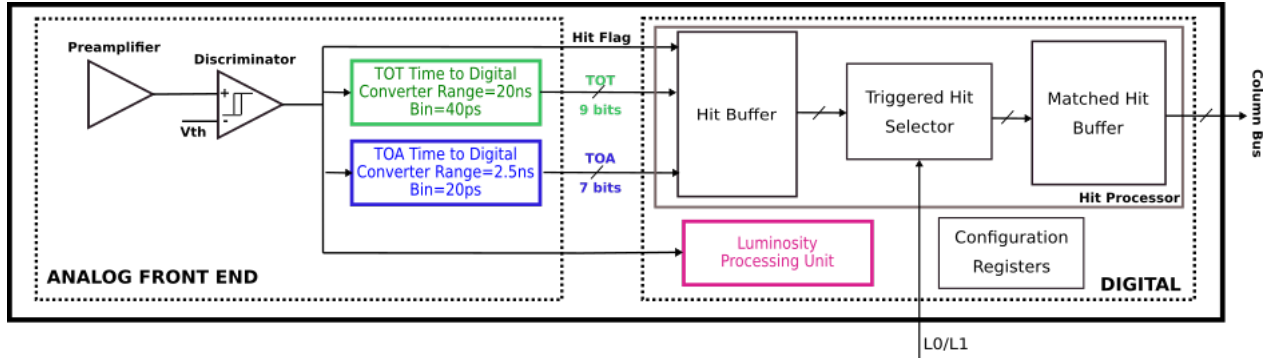 Preamplifier
Discriminator
+
-
Vth
TOT Time to Digital
Converter Range=20ns
Bin=40ps
TOA Time to Digital
Converter Range=2.5ns
Bin=20ps
ANALOG FRONT END
Hit Flag
TOT
9 bits
TOA
7 bits
Hit Buffer
Triggered Hit
Selector
Matched Hit
Buffer
Hit Processor
Luminosity
Processing Unit
Configuration
Registers
DIGITAL
Column Bus
L0/L1